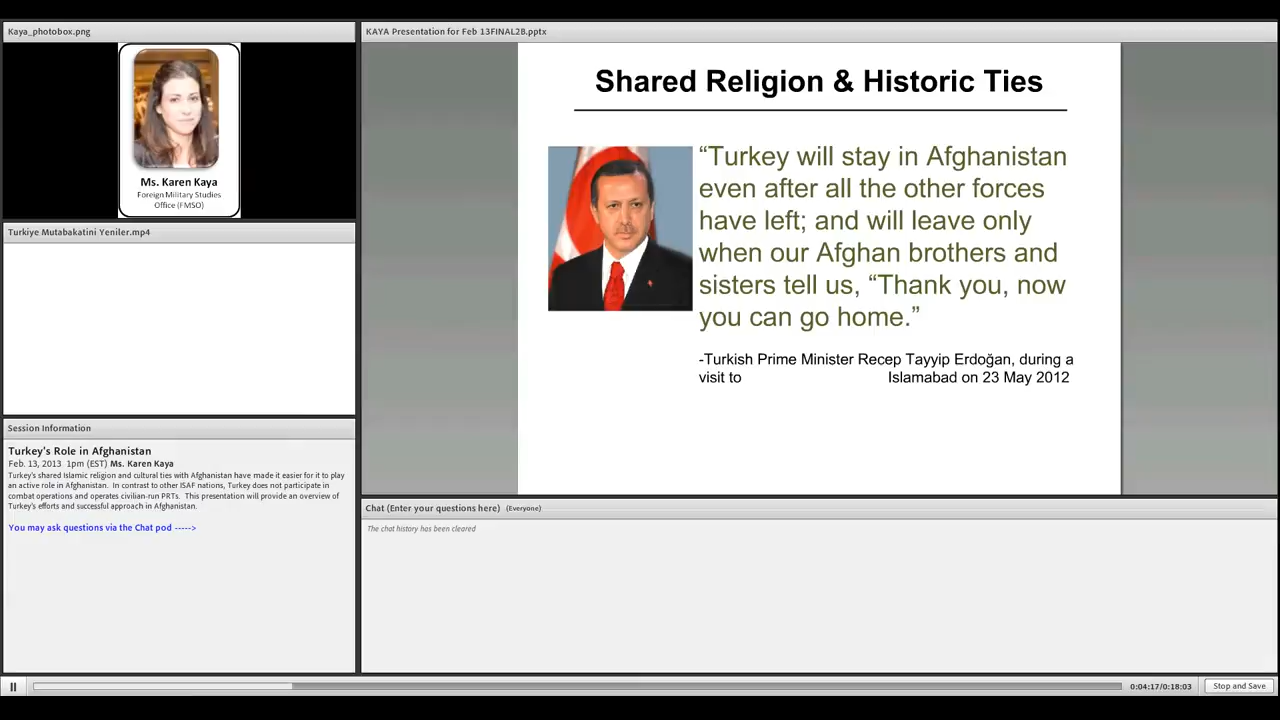 Kaya_photobox.png
Ms. Karen Kaya
Foreign Military Studies
Office (FMSO)
Turkiye Mutabakatini Yeniler.mp4
Session Information
Turkey's Role in Afghanistan
Feb. 13, 2013  1pm (EST) Ms. Karen Kaya
Turkey's shared Islamic religion and cultural ties with Afghanistan have made it easier for it to play
an active role in Afghanistan.  In contrast to other ISAF nations, Turkey does not participate in
combat operations and operates civilian-run PRTs.  This presentation will provide an overview of
Turkey's efforts and successful approach in Afghanistan.
You may ask questions via the Chat pod ----->
KAYA Presentation for Feb 13FINAL2B.pptx
Shared Religion & Historic Ties
“Turkey will stay in Afghanistan
even after all the other forces
have left; and will leave only
when our Afghan brothers and
sisters tell us, “Thank you, now
you can go home.”
-Turkish Prime Minister Recep Tayyip Erdoğan, during a
visit to Islamabad on 23 May 2012
Chat (Enter your questions here) (Everyone)
The chat history has been cleared
0:04:17/0:18:03
Stop and Save